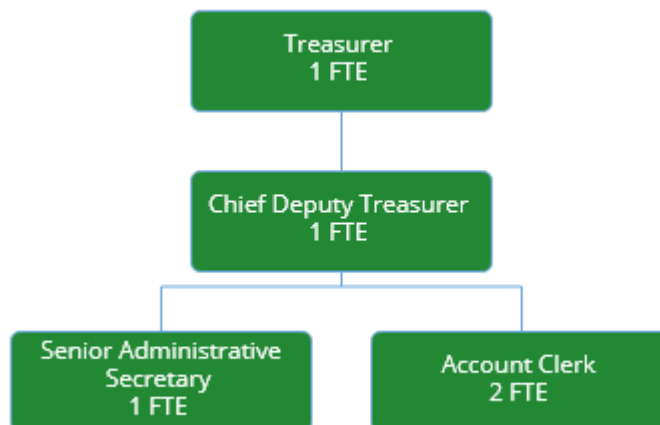 Treasurer
1 FTE
Chief Deputy Treasurer
1 FTE
Senior Administrative
Secretary
1 FTE
Account Clerk
2 FTE